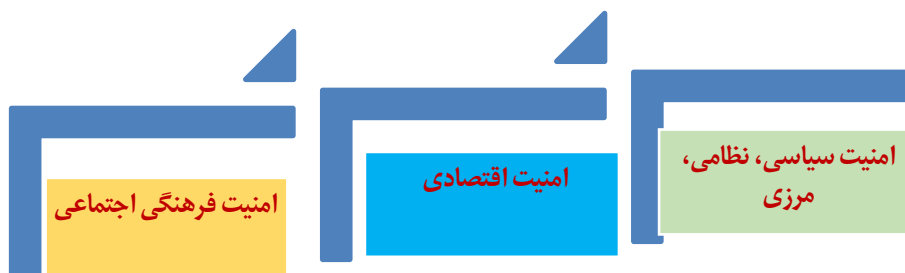 امنیت سیاسی، نظامی،
مرزی
امنیت اقتصادی
امنیت فرهنگی اجتماعی